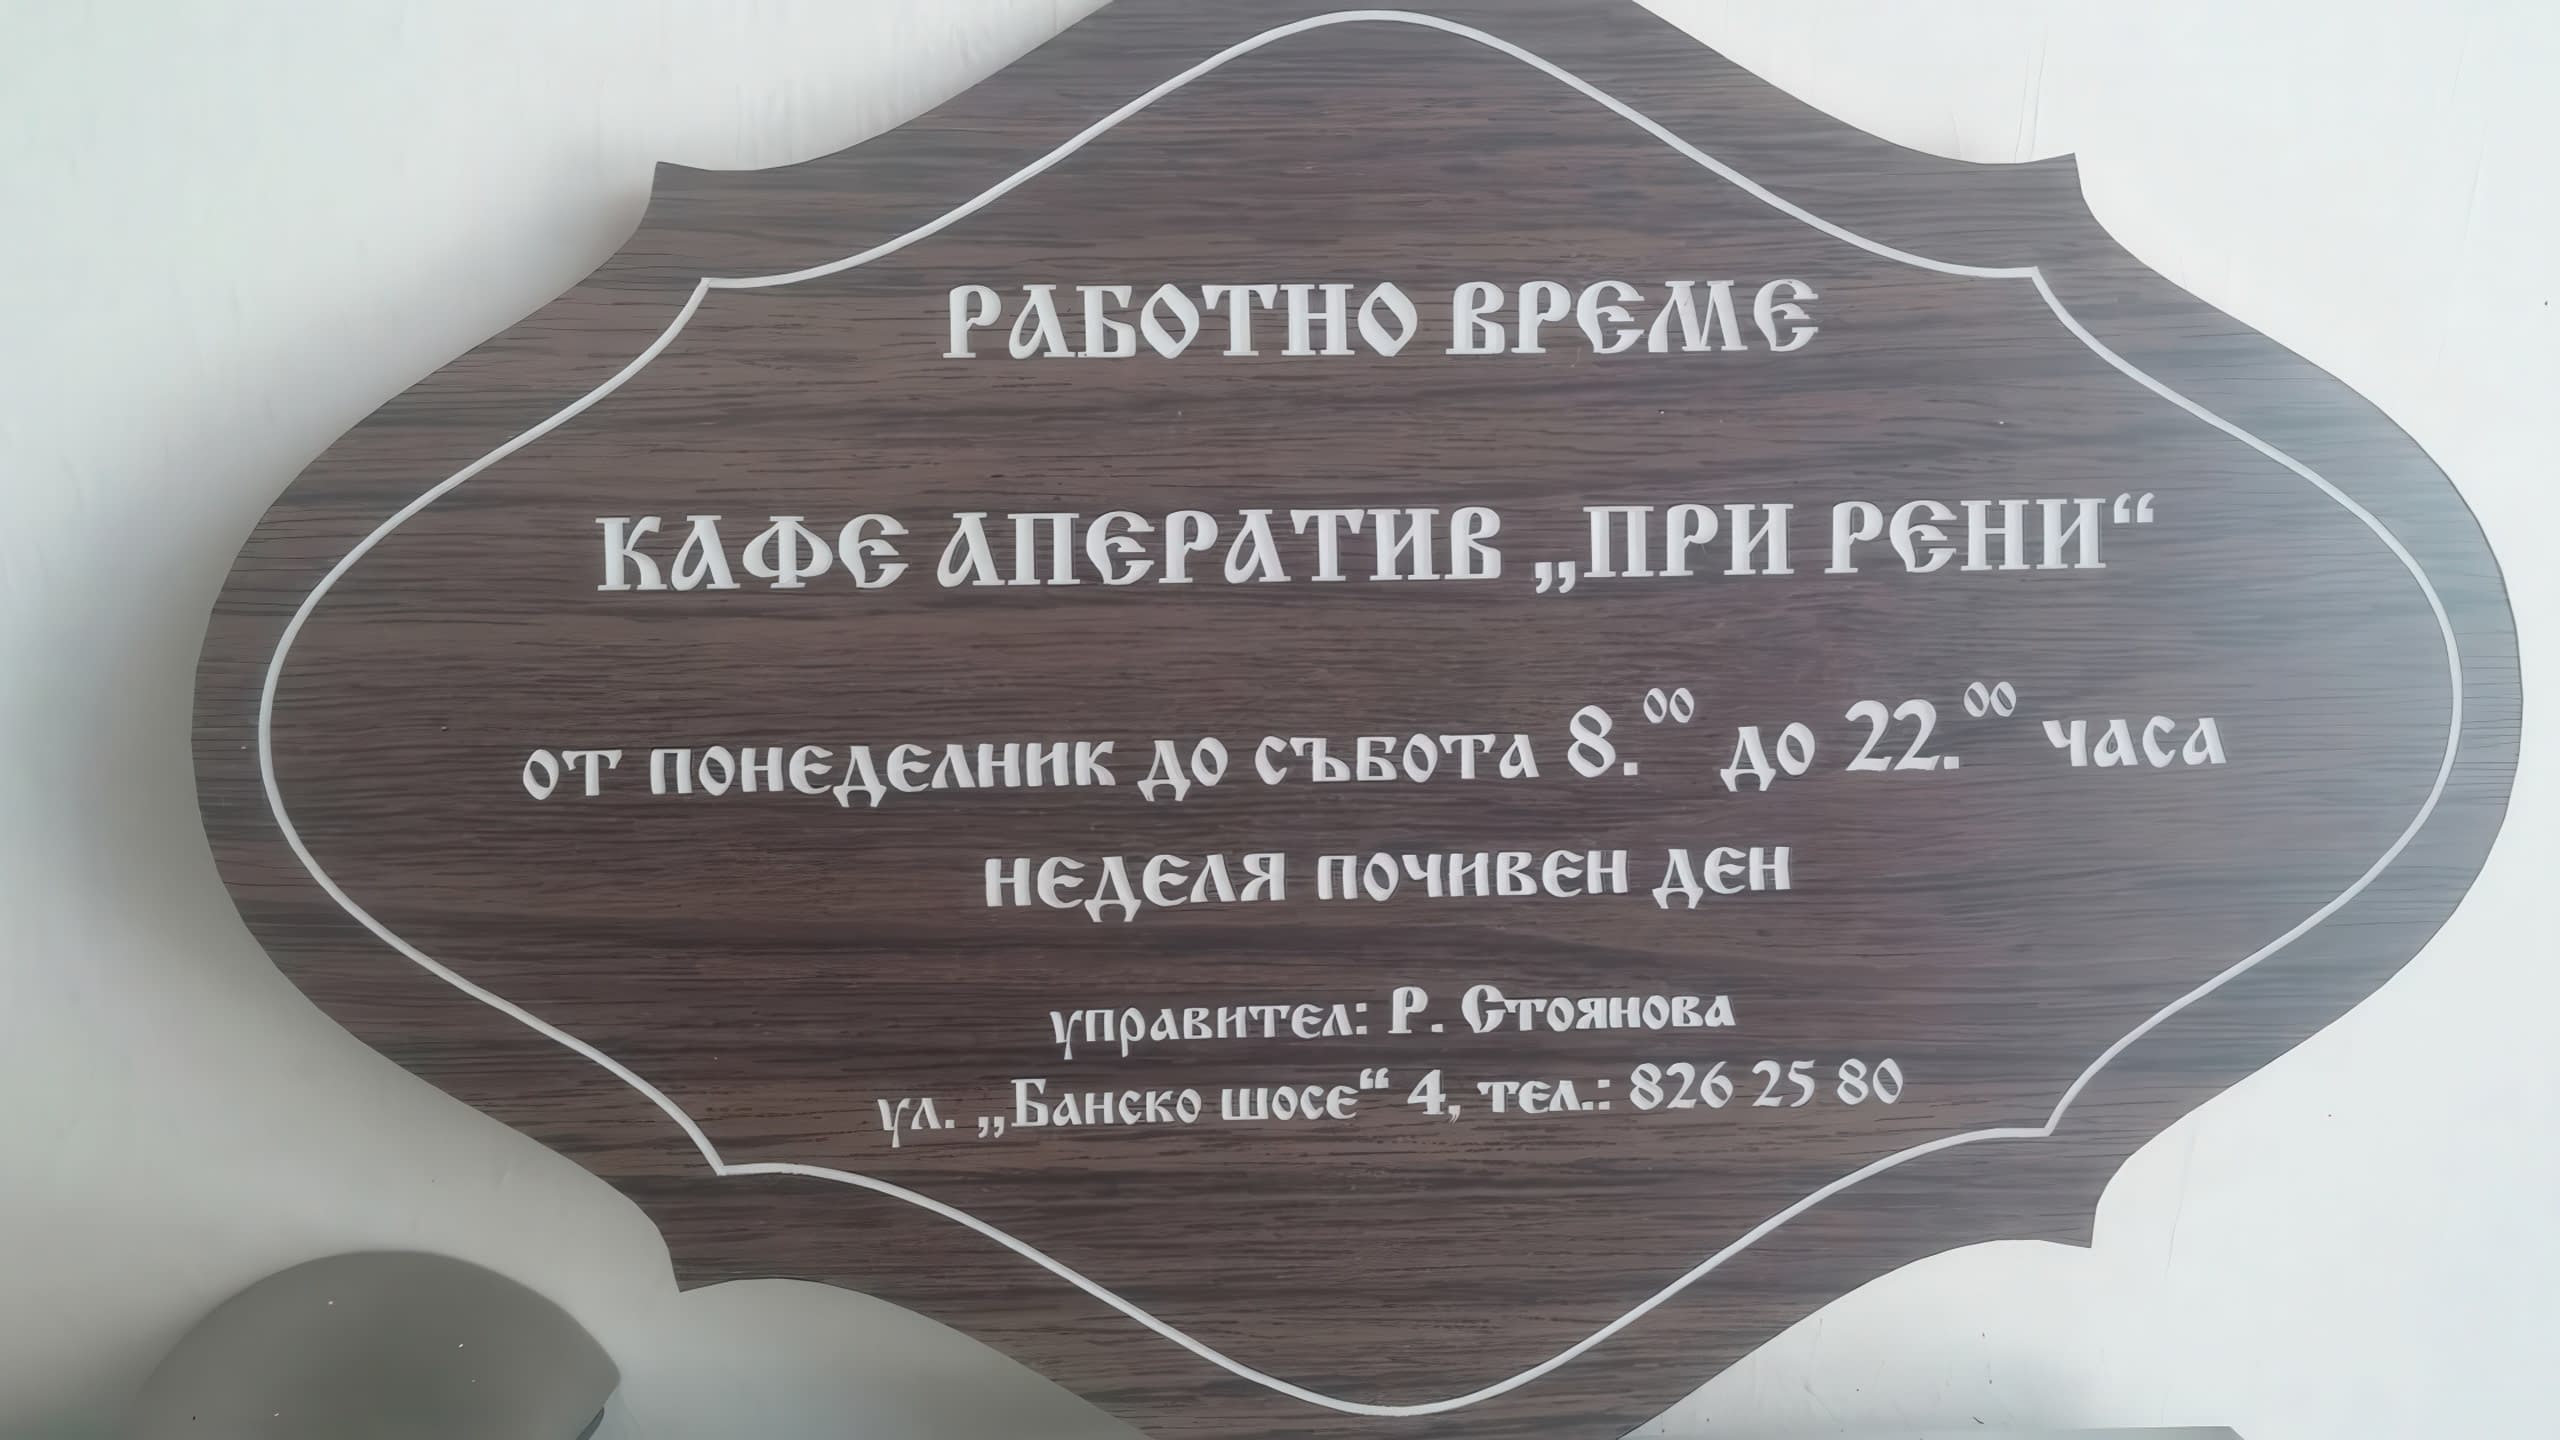 РАБОТНО ВРЕМЕ
КАФЕ АПЕРАТИВ „ПРИ РЕНИ“
от понеделник до събота 8.⁰⁰ до 22.⁰⁰ часа
неделя почивен ден
управител: Р. Стоянова
ул. „Банско шосе“ 4, тел.: 826 25 80